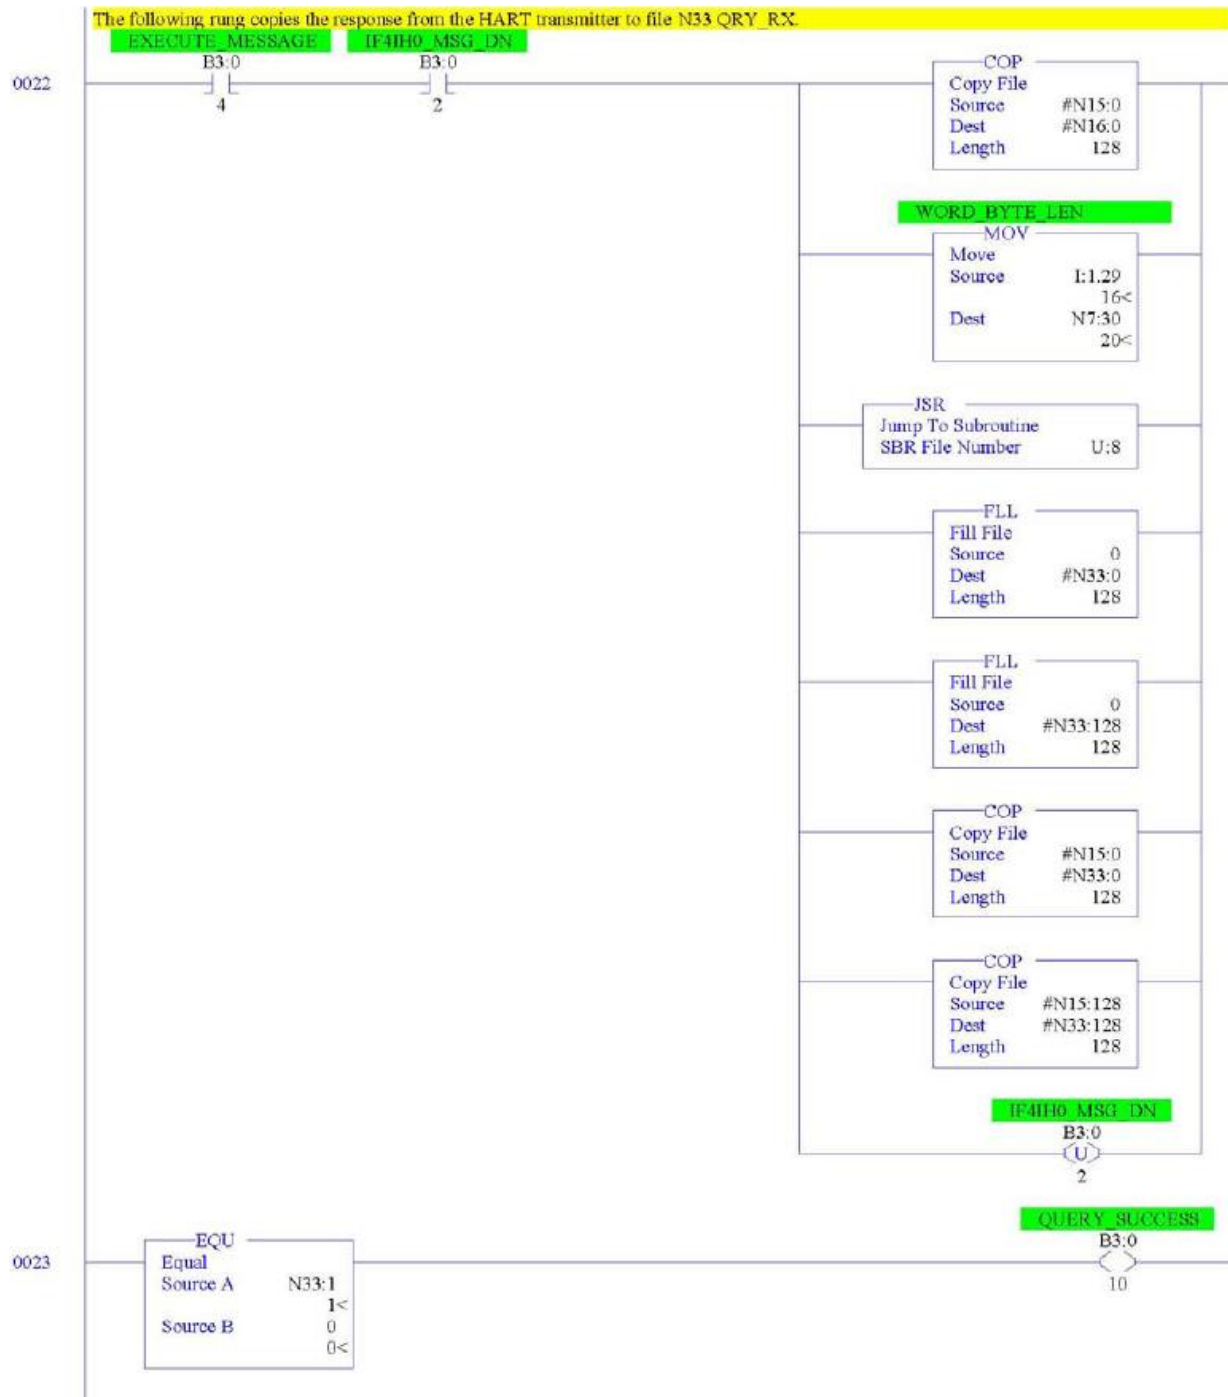 The following rung copies the response from the HART transmitter to file N33 QRY_RX.
EXECUTE_MESSAGE IF4IH0_MSG_DN
B3:0 B3:0
0022
4 2
COP
Copy File
Source #N15:0
Dest #N16:0
Length 128
WORD_BYTE_LEN
MOV
Move
Source I:1.29
16<
Dest N7:30
20<
JSR
Jump To Subroutine
SBR File Number U:8
FLL
Fill File
Source 0
Dest #N33:0
Length 128
FLL
Fill File
Source 0
Dest #N33:128
Length 128
COP
Copy File
Source #N15:0
Dest #N33:0
Length 128
COP
Copy File
Source #N15:128
Dest #N33:128
Length 128
IF4IH0_MSG_DN
B3:0
U
2
QUERY_SUCCESS
B3:0
10
0023
EQU
Equal
Source A N33:1
1<
Source B 0
0<